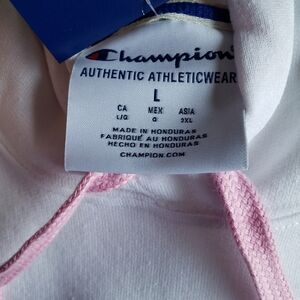 Champion
AUTHENTIC ATHLETICWEAR
L
CA MEX ASIA
L/G G 2XL
MADE IN HONDURAS
FABRIQUÉ AU HONDURAS
HECHO EN HONDURAS
CHAMPION.COM